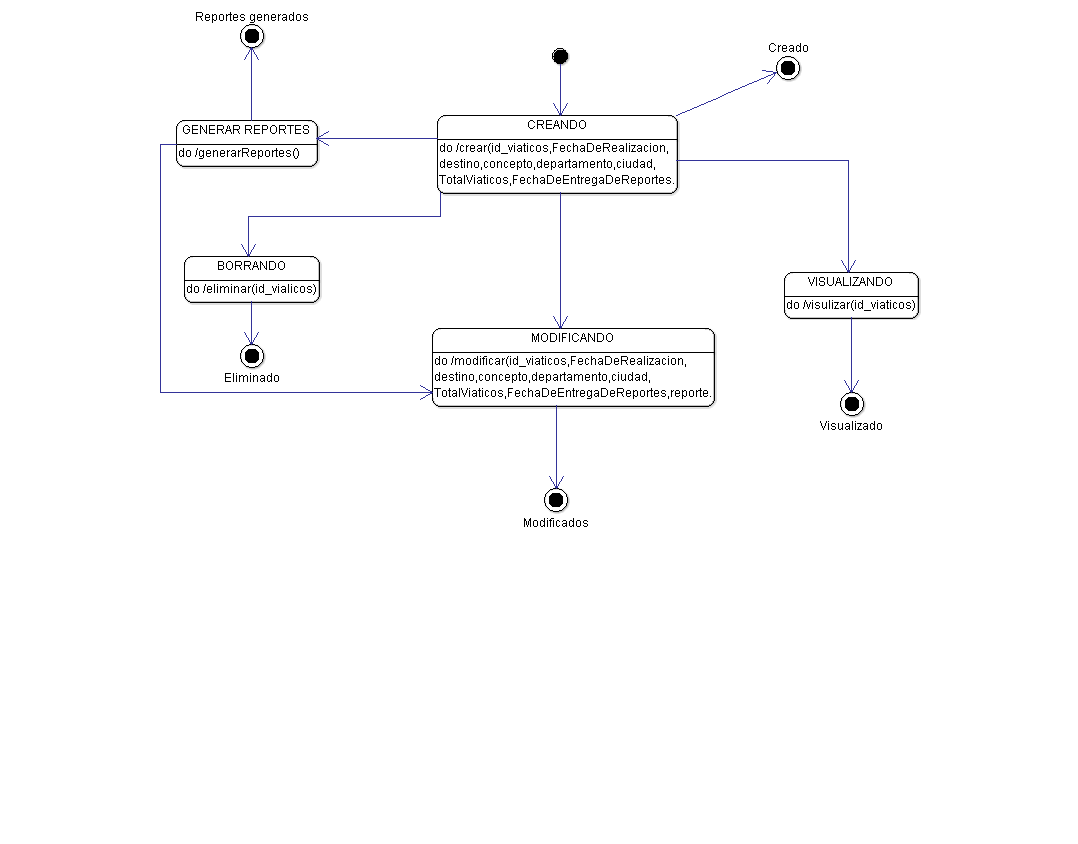 Reportes generados
Creado
GENERAR REPORTES
do /generarReportes()
CREANDO
do /crear(id_viaticos,FechaDeRealizacion,
destino,concepto,departamento,ciudad,
TotalViaticos,FechaDeEntregaDeReportes.
BORRANDO
do /eliminar(id_vialicos)
Eliminado
VISUALIZANDO
do /visulizar(id_viaticos)
Visualizado
MODIFICANDO
do /modificar(id_viaticos,FechaDeRealizacion,
destino,concepto,departamento,ciudad,
TotalViaticos,FechaDeEntregaDeReportes,reporte.
Modificados